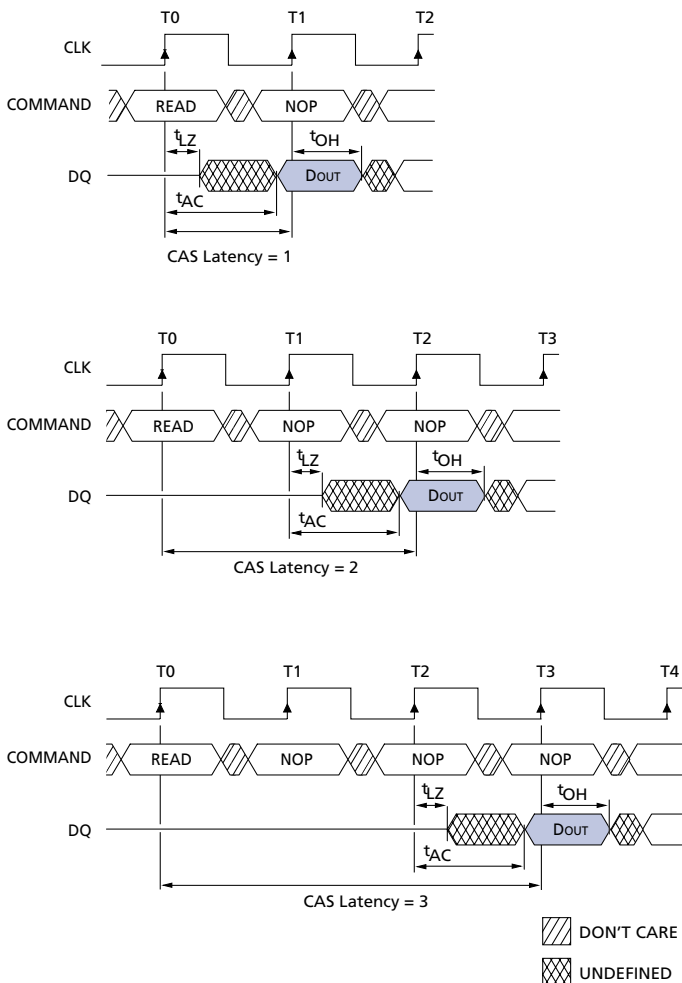 T0 T1 T2
CLK
COMMAND READ NOP
tLZ tOH
DQ DOUT
tAC
CAS Latency = 1
T0 T1 T2 T3
CLK
COMMAND READ NOP NOP
tLZ tOH
DQ DOUT
tAC
CAS Latency = 2
T0 T1 T2 T3 T4
CLK
COMMAND READ NOP NOP NOP
tLZ tOH
DQ DOUT
tAC
CAS Latency = 3
DON'T CARE
UNDEFINED